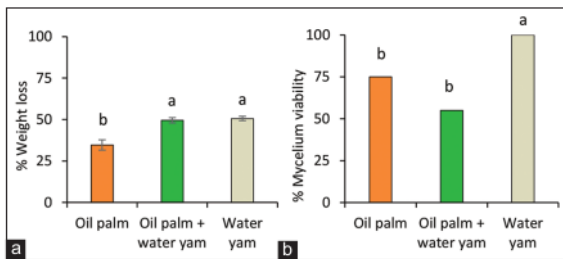 100
75
50
25
0
% Weight loss
b
a
a
Oil palm
Oil palm +
water yam
Water
yam
a
100
75
50
25
0
% Mycelium viability
b
b
a
Oil palm
Oil palm +
water yam
Water
yam
b